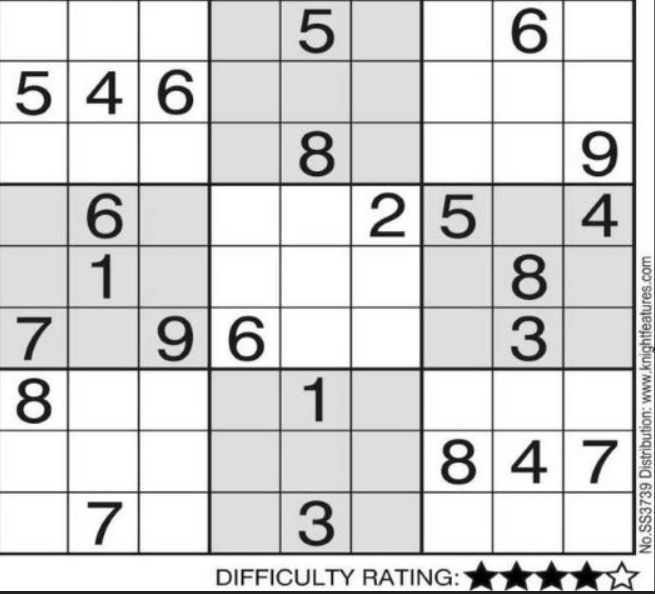 5 6
5 4 6
8 9
6 2 5 4
1 8
7 9 6 3
8 1
8 4 7
7 3
DIFFICULTY RATING: ★★★★☆
No.SS3739 Distribution: www.knightfeatures.com